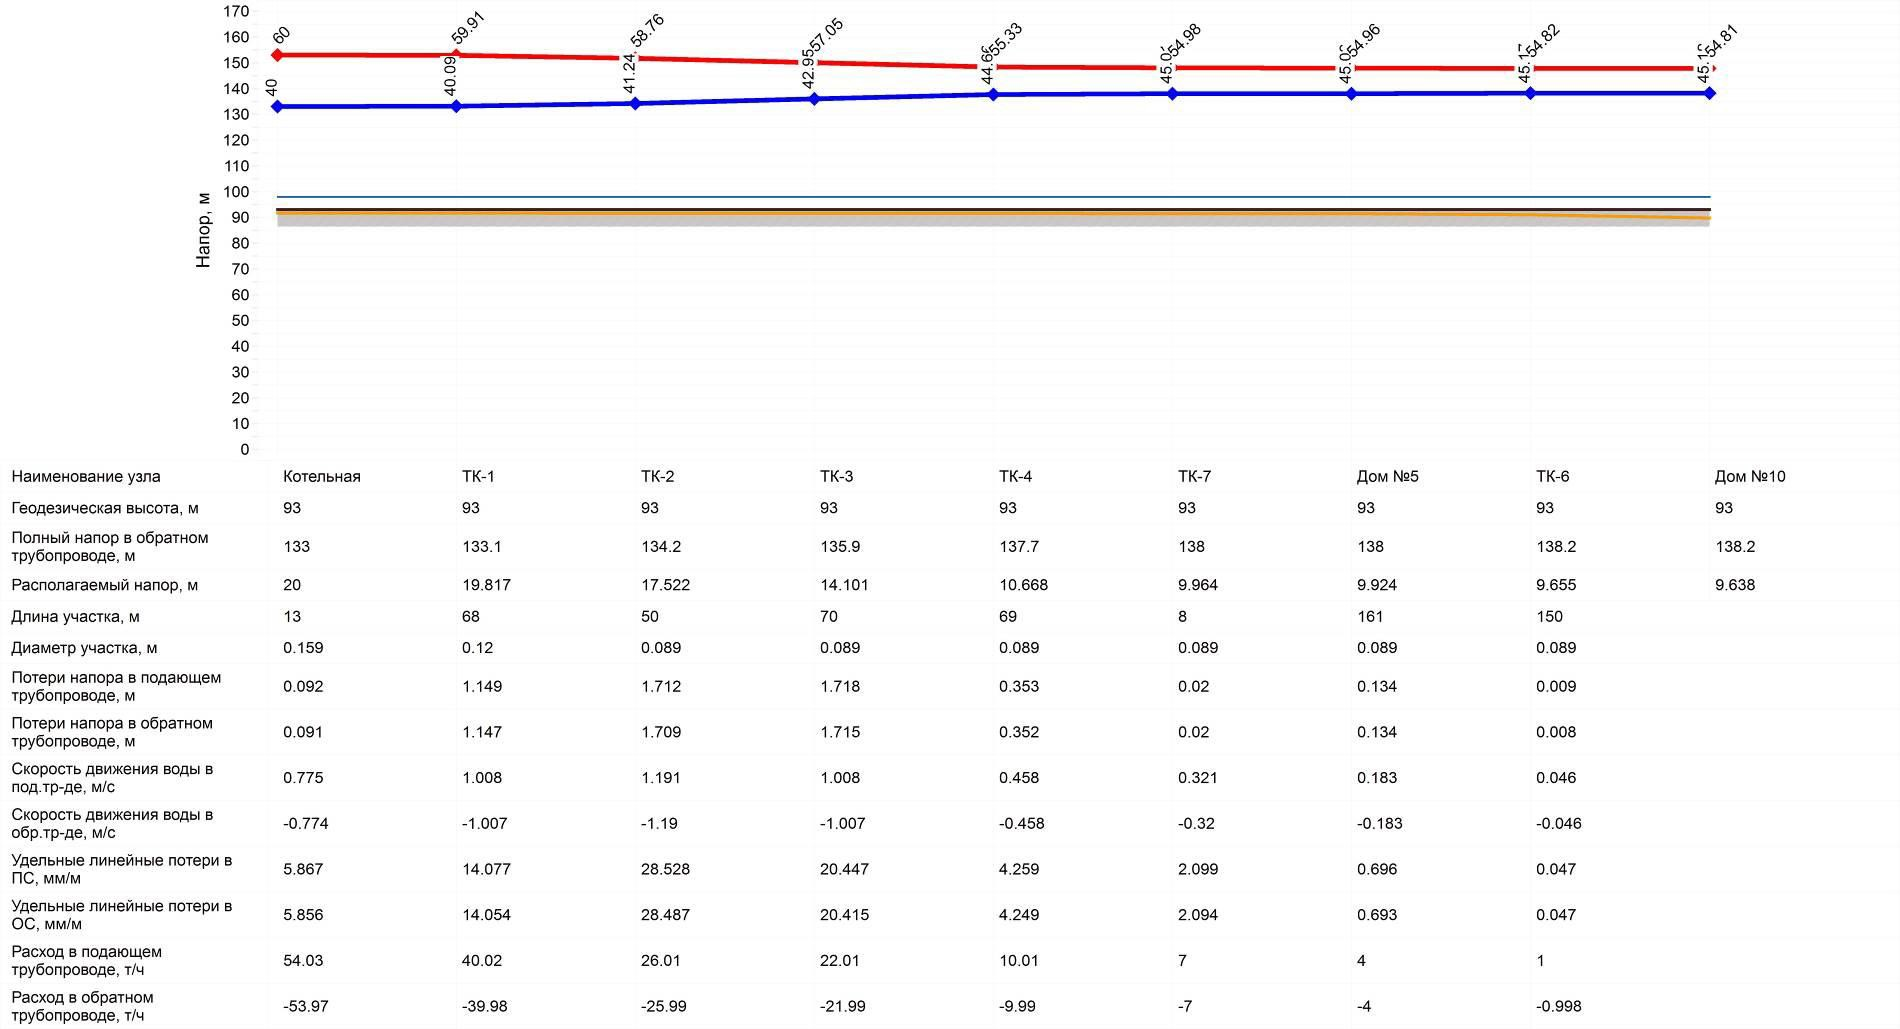 170
160
150
140
130
120
110
100
90
80
70
60
50
40
30
20
10
0
Напор, м
60
59.91
58.76
57.05
55.33
54.98
54.96
54.82
54.81
40
40.09
41.24
42.95
Наименование узла Котельная ТК-1 ТК-2 ТК-3 ТК-4 ТК-7 Дом №5 ТК-6 Дом №10
Геодезическая высота, м 93 93 93 93 93 93 93 93 93
Полный напор в обратном
трубопроводе, м 133 133.1 134.2 135.9 137.7 138 138 138.2 138.2
Располагаемый напор, м 20 19.817 17.522 14.101 10.668 9.964 9.924 9.655 9.638
Длина участка, м 13 68 50 70 69 8 161 150
Диаметр участка, м 0.159 0.12 0.089 0.089 0.089 0.089 0.089 0.089
Потери напора в подающем
трубопроводе, м 0.092 1.149 1.712 1.718 0.353 0.02 0.134 0.009
Потери напора в обратном
трубопроводе, м 0.091 1.147 1.709 1.715 0.352 0.02 0.134 0.008
Скорость движения воды в
под.тр-де, м/с 0.775 1.008 1.191 1.008 0.458 0.321 0.183 0.046
Скорость движения воды в
обр.тр-де, м/с -0.774 -1.007 -1.19 -1.007 -0.458 -0.32 -0.183 -0.046
Удельные линейные потери в
ПС, мм/м 5.867 14.077 28.528 20.447 4.259 2.099 0.696 0.047
Удельные линейные потери в
ОС, мм/м 5.856 14.054 28.487 20.415 4.249 2.094 0.693 0.047
Расход в подающем
трубопроводе, т/ч 54.03 40.02 26.01 22.01 10.01 7 4 1
Расход в обратном
трубопроводе, т/ч -53.97 -39.98 -25.99 -21.99 -9.99 -7 -4 -0.998